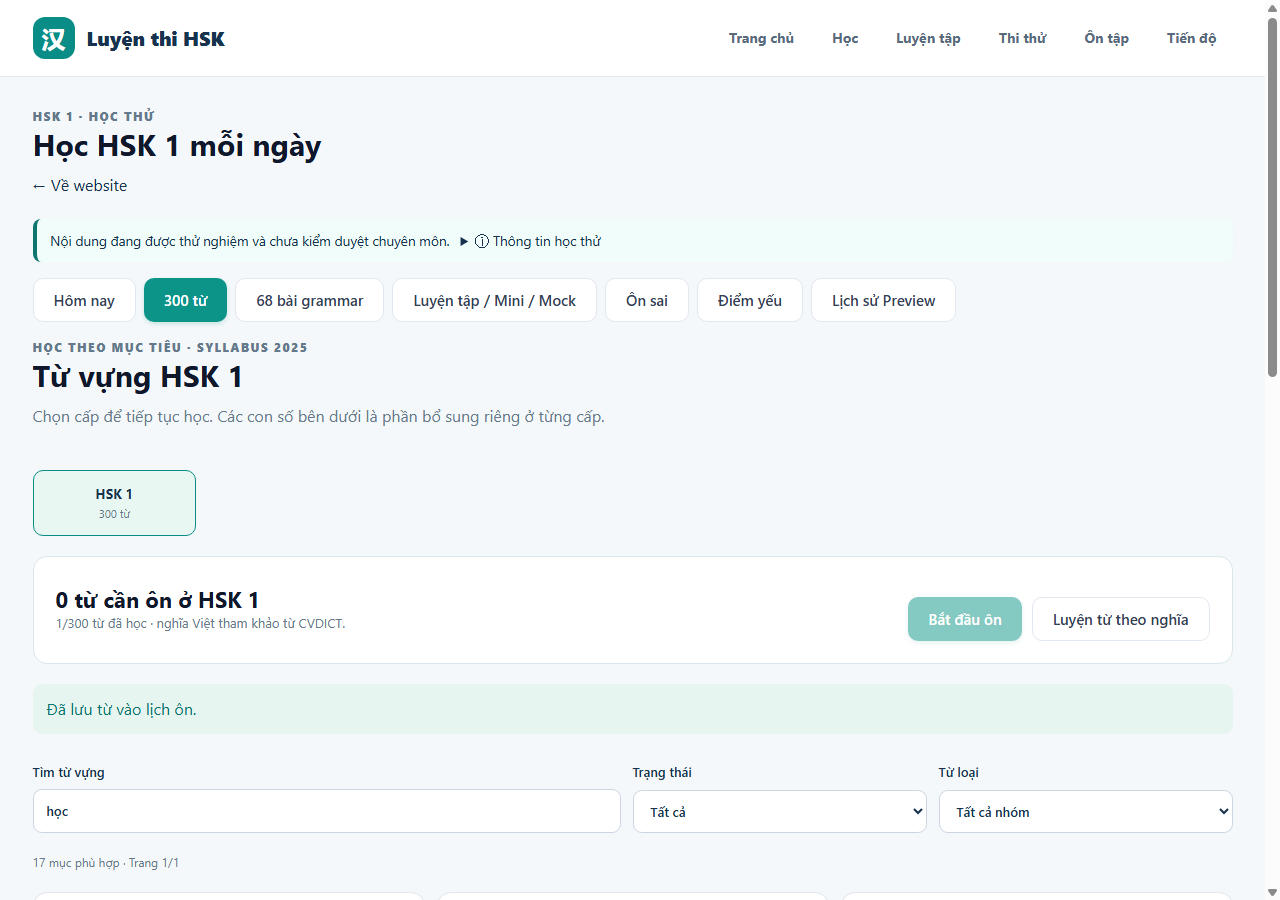 汉 Luyện thi HSK
Trang chủ Học Luyện tập Thi thử Ôn tập Tiến độ
HSK 1 · HỌC THỬ
Học HSK 1 mỗi ngày
← Về website
Nội dung đang được thử nghiệm và chưa kiểm duyệt chuyên môn. ▶ ⓘ Thông tin học thử
Hôm nay 300 từ 68 bài grammar Luyện tập / Mini / Mock Ôn sai Điểm yếu Lịch sử Preview
HỌC THEO MỤC TIÊU · SYLLABUS 2025
Từ vựng HSK 1
Chọn cấp để tiếp tục học. Các con số bên dưới là phần bổ sung riêng ở từng cấp.
HSK 1
300 từ
0 từ cần ôn ở HSK 1
1/300 từ đã học · nghĩa Việt tham khảo từ CVDICT.
Bắt đầu ôn Luyện từ theo nghĩa
Đã lưu từ vào lịch ôn.
Tìm từ vựng Trạng thái Từ loại
học Tất cả Tất cả nhóm
17 mục phù hợp · Trang 1/1